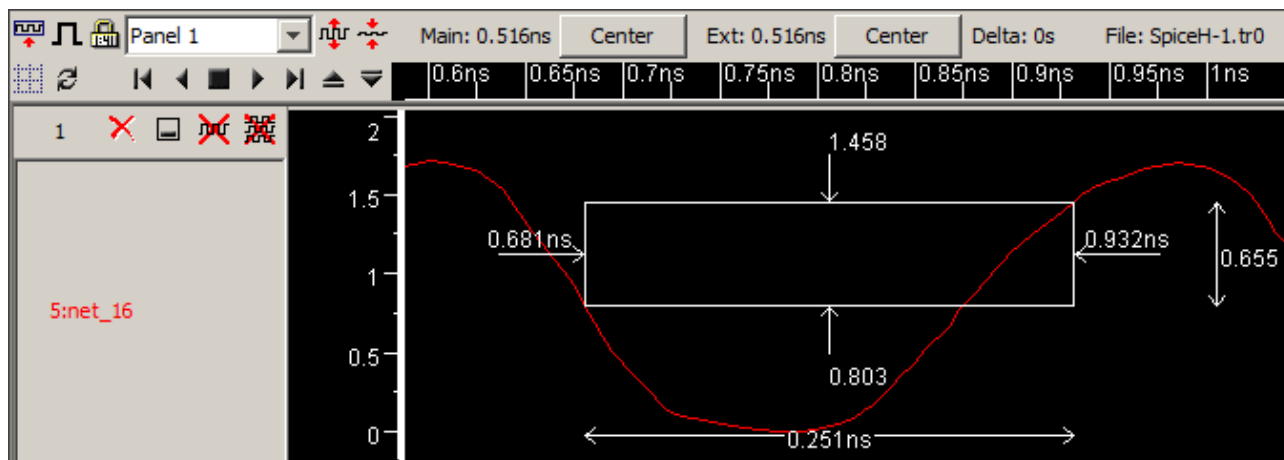 1:41 Panel 1 Main: 0.516ns Center Ext: 0.516ns Center Delta: 0s File: SpiceH-1.tr0
0.6ns 0.65ns 0.7ns 0.75ns 0.8ns 0.85ns 0.9ns 0.95ns 1ns
1
2
1.458
1.5
0.681ns
0.932ns
0.655
1
5:net_16
0.5
0.803
0
0.251ns